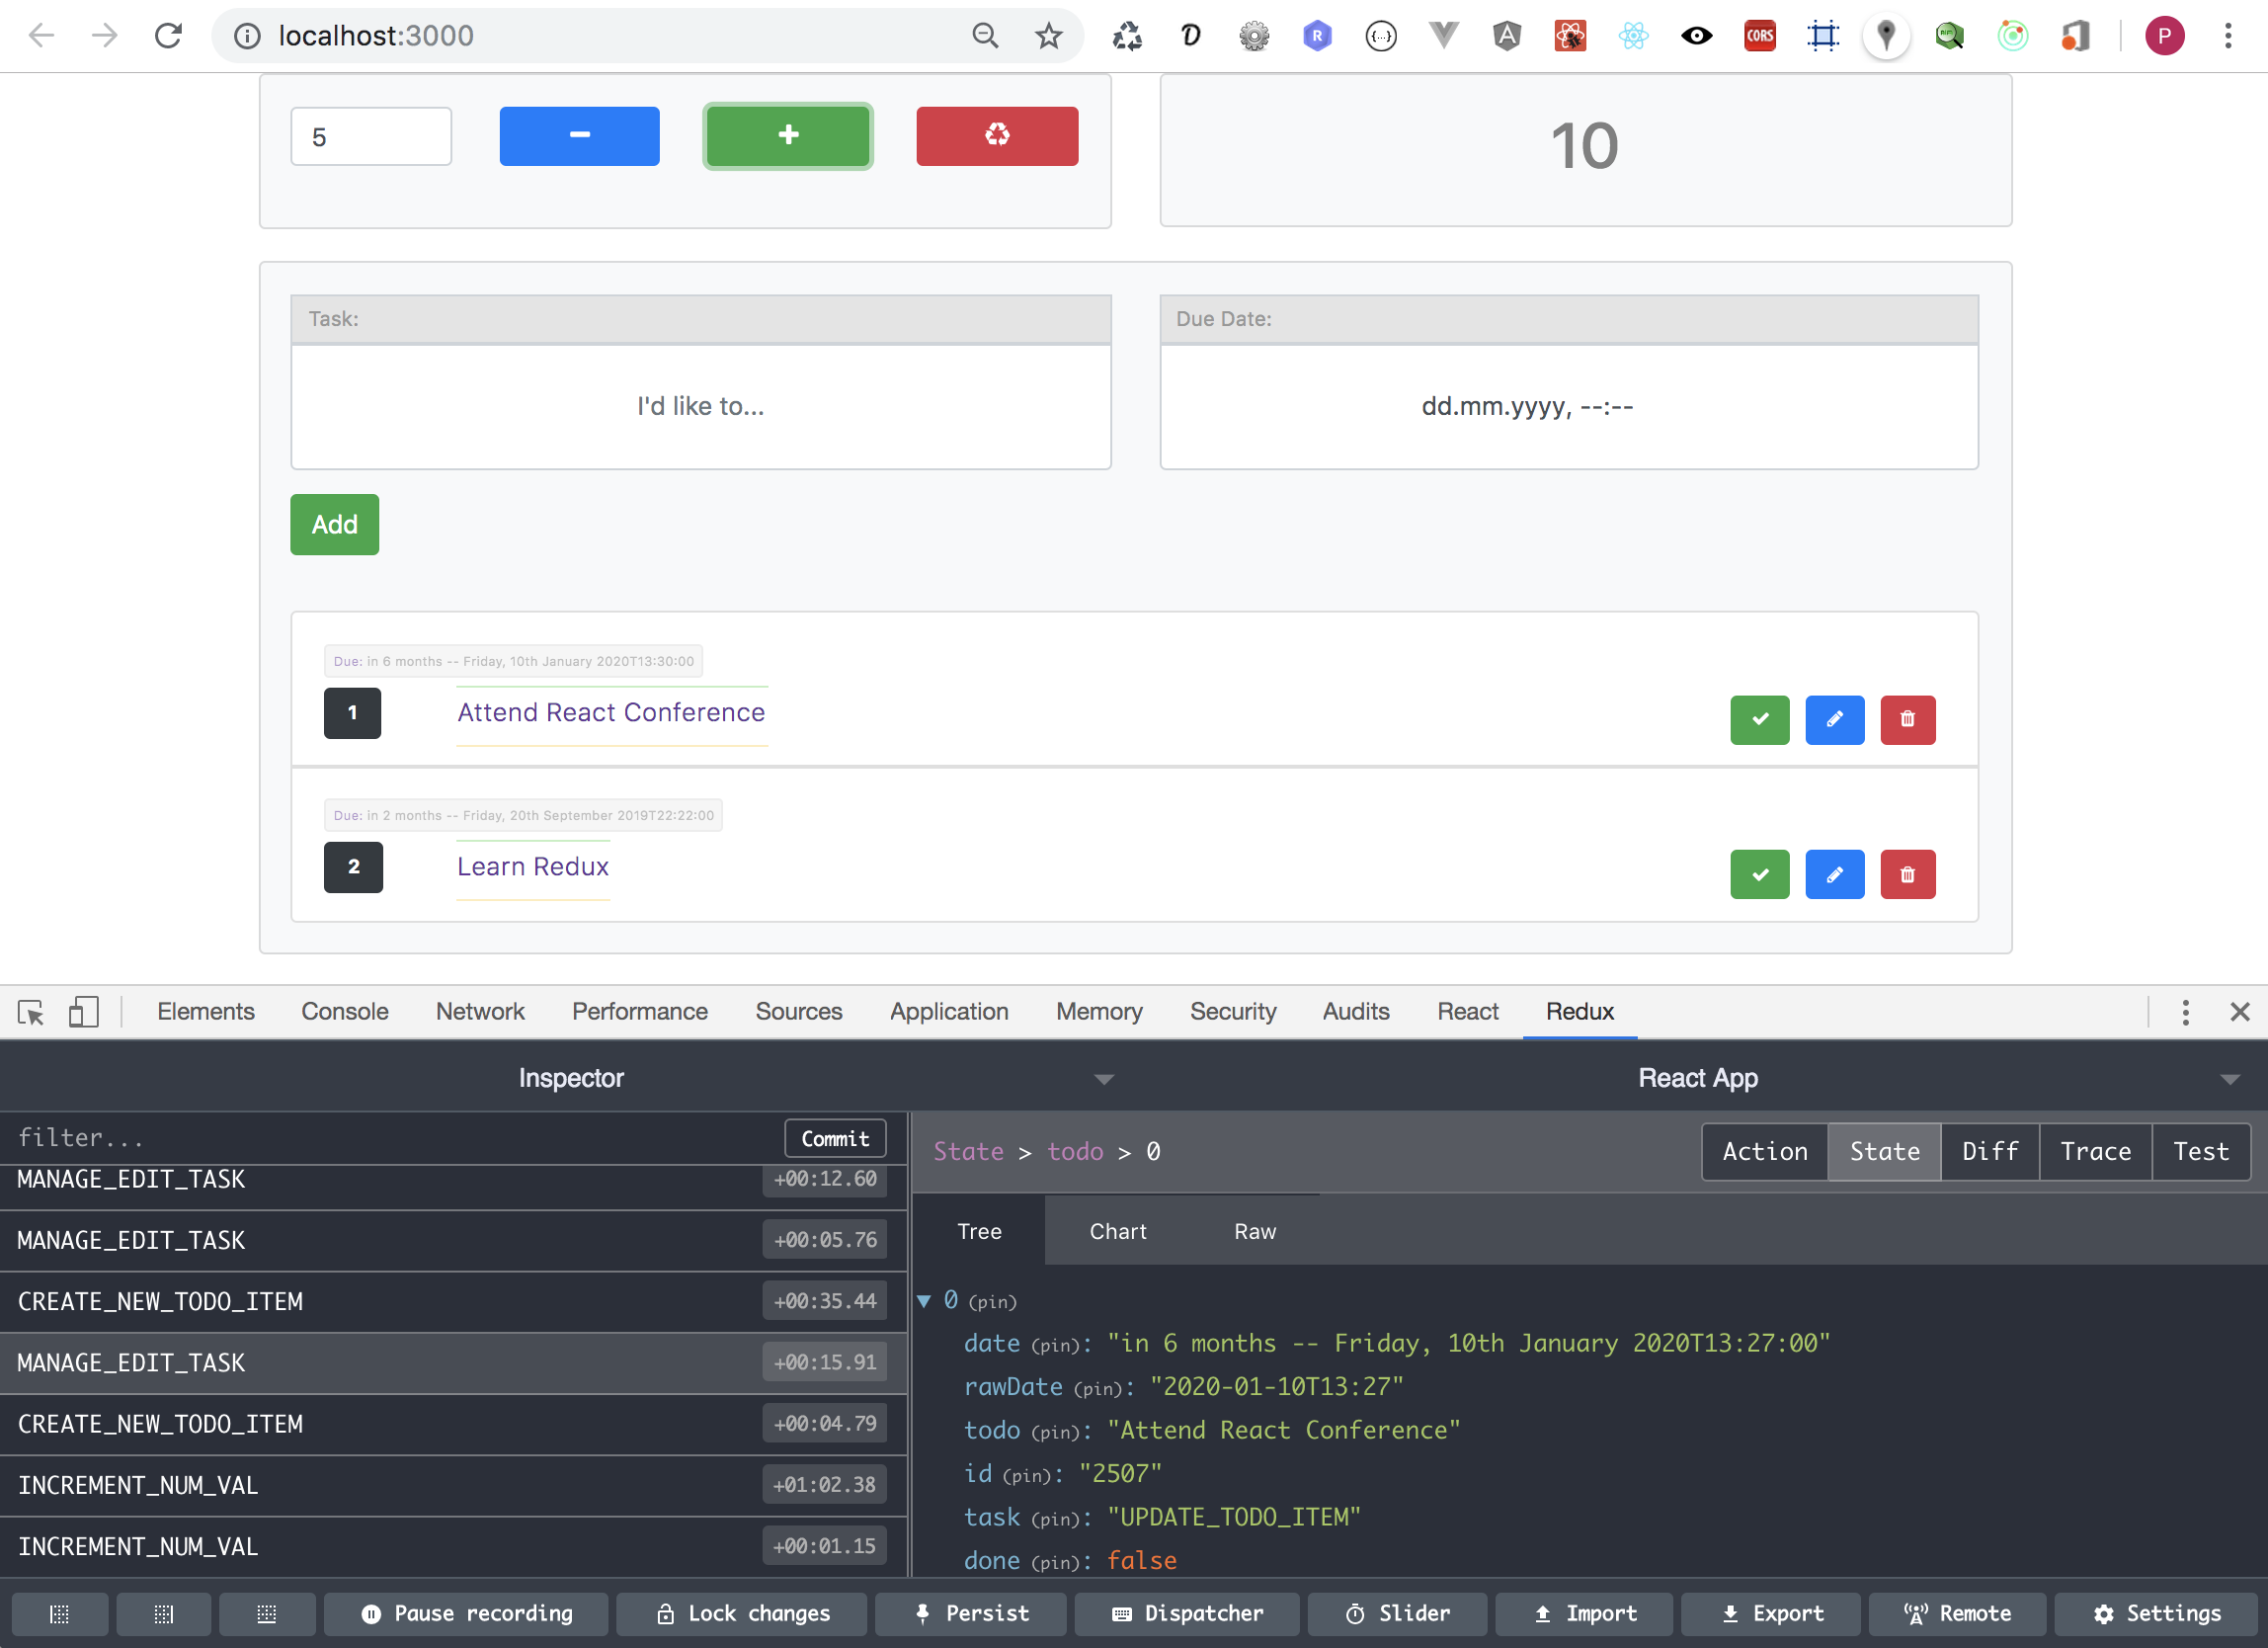 localhost:3000
D
R
{...}
A
CORS
P
5
10
Task:
Due Date:
I'd like to...
dd.mm.yyyy, --:--
Add
Due: in 6 months -- Friday, 10th January 2020T13:30:00
1
Attend React Conference
Due: in 2 months -- Friday, 20th September 2019T22:22:00
2
Learn Redux
Elements Console Network Performance Sources Application Memory Security Audits React Redux
Inspector
React App
filter...
Commit
MANAGE_EDIT_TASK +00:12.60
MANAGE_EDIT_TASK +00:05.76
CREATE_NEW_TODO_ITEM +00:35.44
MANAGE_EDIT_TASK +00:15.91
CREATE_NEW_TODO_ITEM +00:04.79
INCREMENT_NUM_VAL +01:02.38
INCREMENT_NUM_VAL +00:01.15
State > todo > 0
Action State Diff Trace Test
Tree Chart Raw
0 (pin)
date (pin): "in 6 months -- Friday, 10th January 2020T13:27:00"
rawDate (pin): "2020-01-10T13:27"
todo (pin): "Attend React Conference"
id (pin): "2507"
task (pin): "UPDATE_TODO_ITEM"
done (pin): false
Pause recording Lock changes Persist Dispatcher Slider Import Export Remote Settings